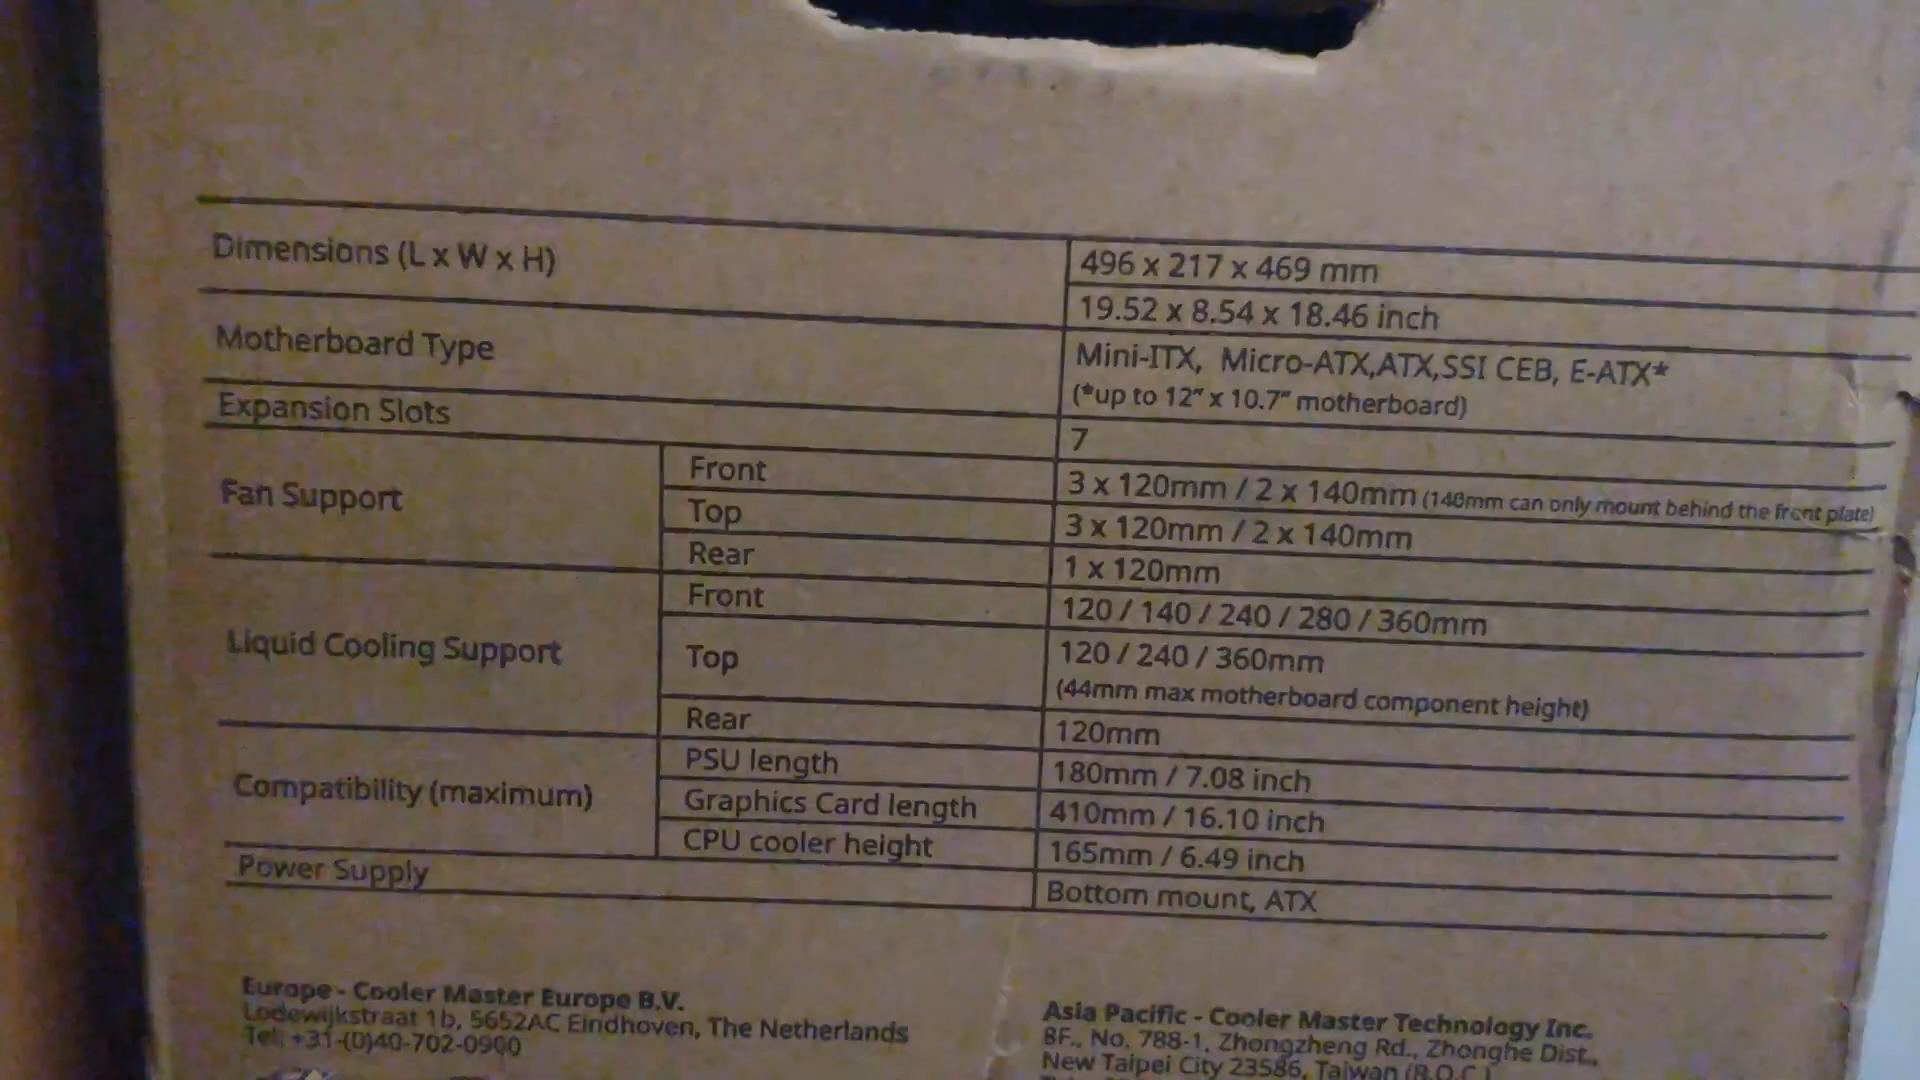 Dimensions (L x W x H)
496 x 217 x 469 mm
19.52 x 8.54 x 18.46 inch
Motherboard Type
Mini-ITX, Micro-ATX,ATX,SSI CEB, E-ATX*
(*up to 12" x 10.7" motherboard)
Expansion Slots
7
Fan Support
Front
3 x 120mm / 2 x 140mm (140mm can only mount behind the front plate)
Top
3 x 120mm / 2 x 140mm
Rear
1 x 120mm
Liquid Cooling Support
Front
120 / 140 / 240 / 280 / 360mm
Top
120 / 240 / 360mm
(44mm max motherboard component height)
Rear
120mm
Compatibility (maximum)
PSU length
180mm / 7.08 inch
Graphics Card length
410mm / 16.10 inch
CPU cooler height
165mm / 6.49 inch
Power Supply
Bottom mount, ATX
Europe - Cooler Master Europe B.V.
Lodewijkstraat 1b, 5652AC Eindhoven, The Netherlands
Tel: +31-(0)40-702-0900
Asia Pacific - Cooler Master Technology Inc.
8F., No. 788-1, Zhongzheng Rd., Zhonghe Dist.,
New Taipei City 23586, Taiwan (R.O.C.)